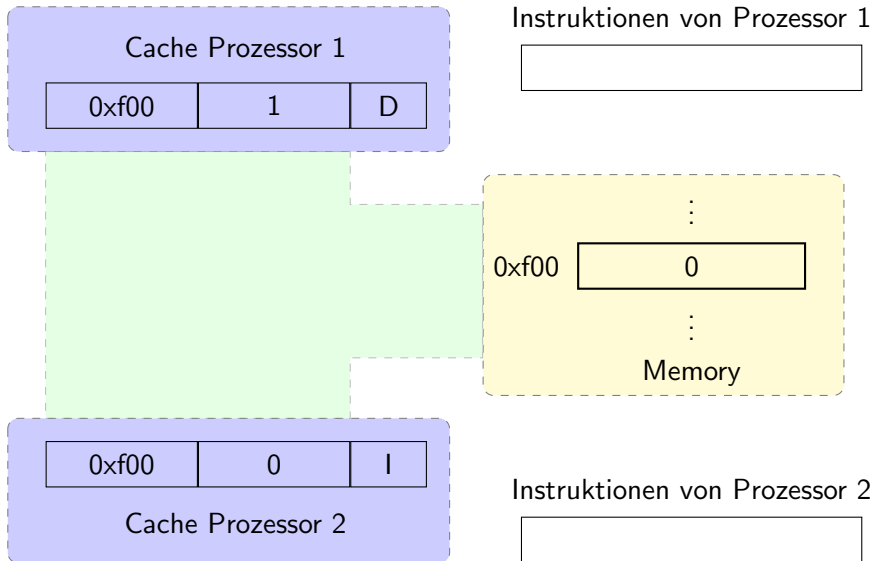 Cache Prozessor 1
0xf00 1 D
Instruktionen von Prozessor 1
⋮
0xf00 0
⋮
Memory
0xf00 0 I
Cache Prozessor 2
Instruktionen von Prozessor 2